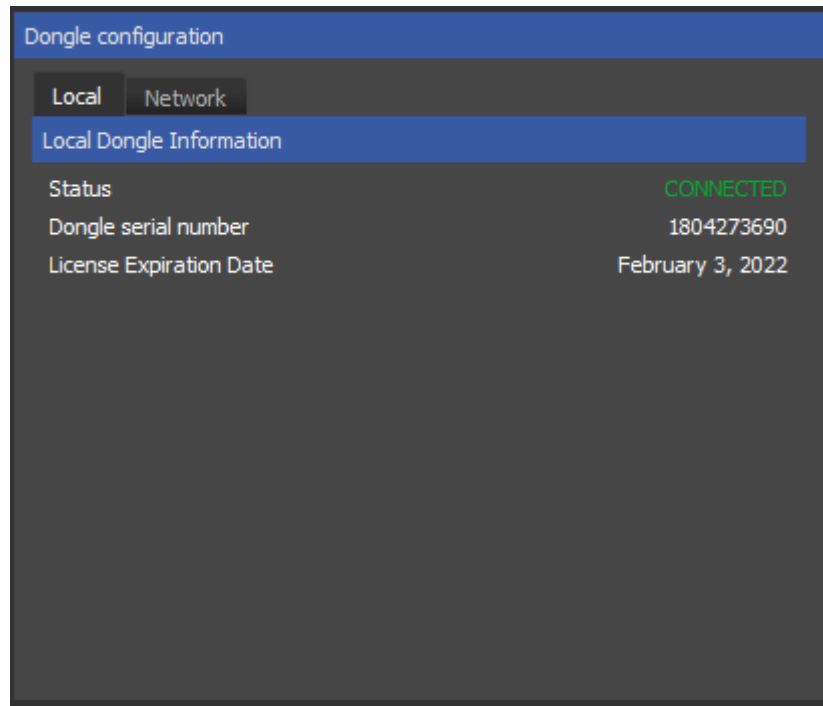 Dongle configuration
Local Network
Local Dongle Information
Status CONNECTED
Dongle serial number 1804273690
License Expiration Date February 3, 2022